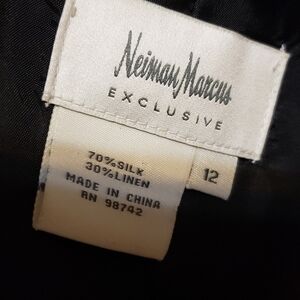 Neiman Marcus
EXCLUSIVE
70% SILK
30% LINEN
MADE IN CHINA
RN 98742
12